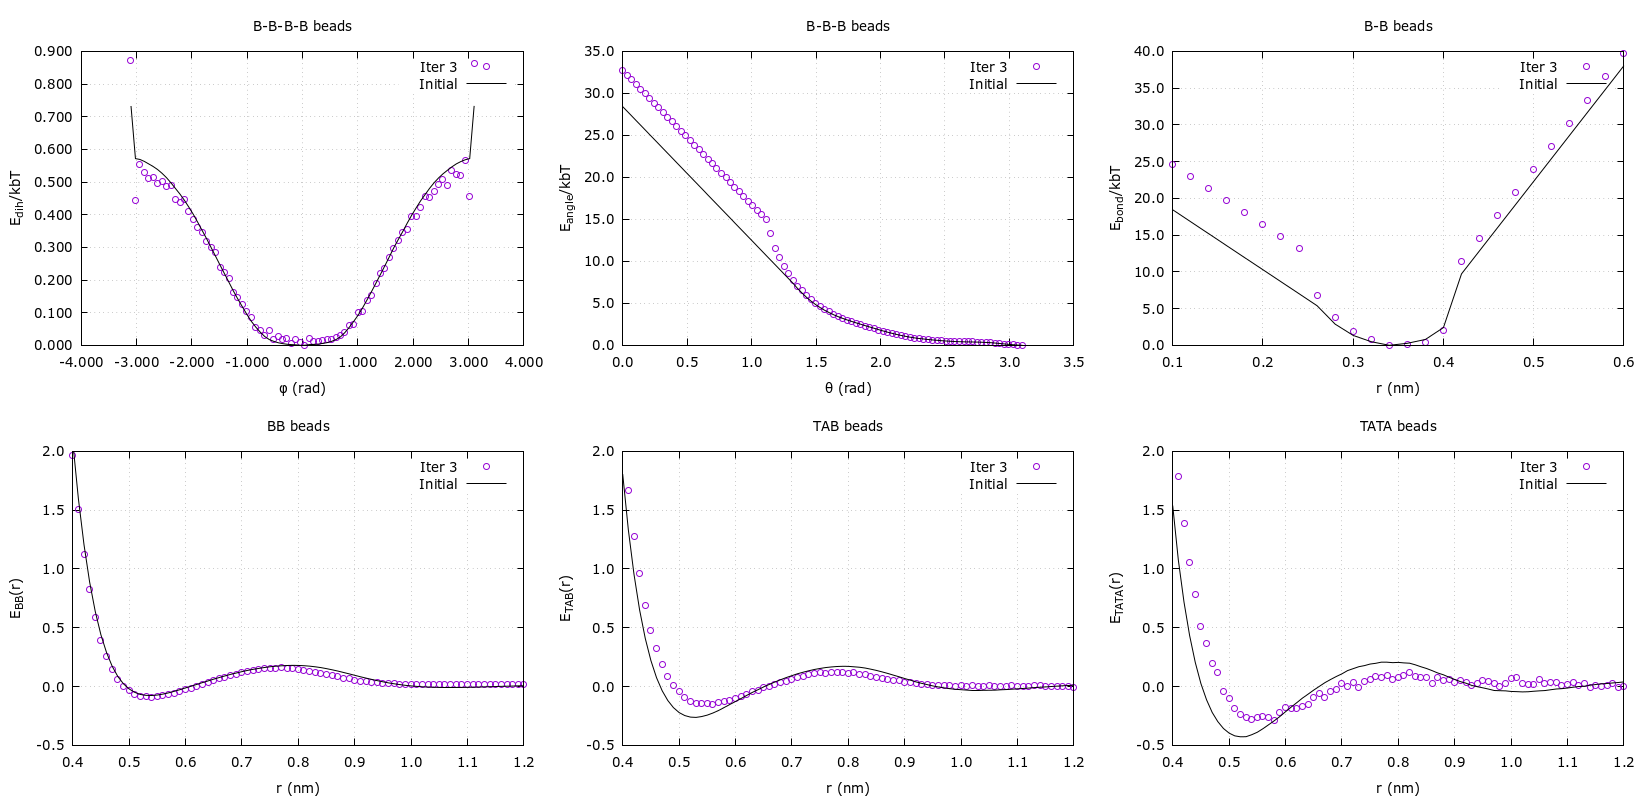 B-B-B-B beads
0.900
0.800
0.700
0.600
0.500
0.400
0.300
0.200
0.100
0.000
-4.000 -3.000 -2.000 -1.000 0.000 1.000 2.000 3.000 4.000
Edih/kbT
φ (rad)
Iter 3
Initial
B-B-B beads
35.0
30.0
25.0
20.0
15.0
10.0
5.0
0.0
0.0 0.5 1.0 1.5 2.0 2.5 3.0 3.5
Eangle/kbT
θ (rad)
Iter 3
Initial
B-B beads
40.0
35.0
30.0
25.0
20.0
15.0
10.0
5.0
0.0
0.1 0.2 0.3 0.4 0.5 0.6
Ebond/kbT
r (nm)
Iter 3
Initial
BB beads
2.0
1.5
1.0
0.5
0.0
-0.5
0.4 0.5 0.6 0.7 0.8 0.9 1.0 1.1 1.2
EBB(r)
r (nm)
Iter 3
Initial
TAB beads
2.0
1.5
1.0
0.5
0.0
-0.5
0.4 0.5 0.6 0.7 0.8 0.9 1.0 1.1 1.2
ETAB(r)
r (nm)
Iter 3
Initial
TATA beads
2.0
1.5
1.0
0.5
0.0
-0.5
0.4 0.5 0.6 0.7 0.8 0.9 1.0 1.1 1.2
ETATA(r)
r (nm)
Iter 3
Initial